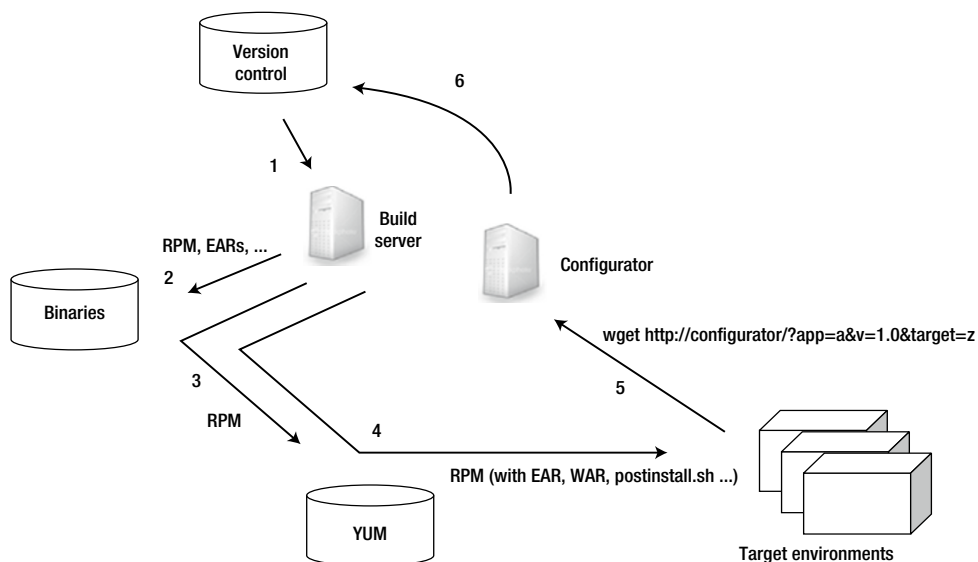 Version
control
6
1
Build
server
RPM, EARs, ...
2
Configurator
Binaries
wget http://configurator/?app=a&v=1.0&target=z
3
5
RPM
4
RPM (with EAR, WAR, postinstall.sh ...)
YUM
Target environments